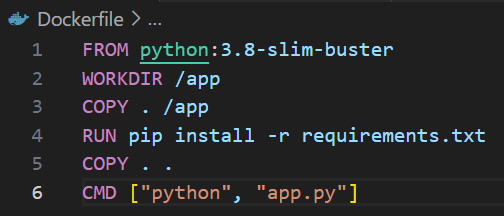 Dockerfile > ...
1 FROM python:3.8-slim-buster
2 WORKDIR /app
3 COPY . /app
4 RUN pip install -r requirements.txt
5 COPY . .
6 CMD ["python", "app.py"]